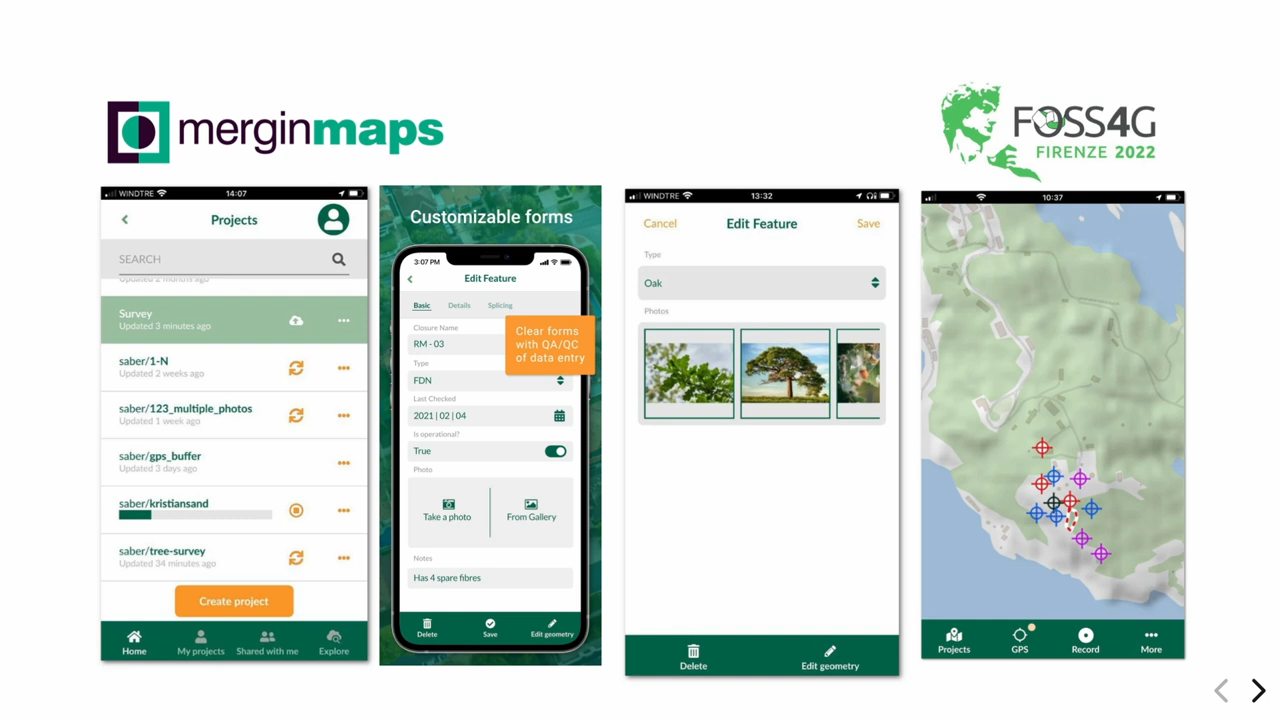 merginmaps
FOSS4G
FIRENZE 2022
WINDTRE 14:07
Projects
SEARCH
Updated 2 months ago
Survey
Updated 3 minutes ago
saber/1-N
Updated 2 weeks ago
saber/123_multiple_photos
Updated 1 week ago
saber/gps_buffer
Updated 3 days ago
saber/kristiansand
saber/tree-survey
Updated 34 minutes ago
Create project
Home My projects Shared with me Explore
Customizable forms
3:07 PM
Edit Feature
Basic Details Splicing
Closure Name
RM - 03
Clear forms
with QA/QC
of data entry
Type
FDN
Last Checked
2021 | 02 | 04
Is operational?
True
Photo
Take a photo From Gallery
Notes
Has 4 spare fibres
Delete Save Edit geometry
WINDTRE 13:32
Cancel Edit Feature Save
Type
Oak
Photos
Delete Edit geometry
10:37
Projects GPS Record More